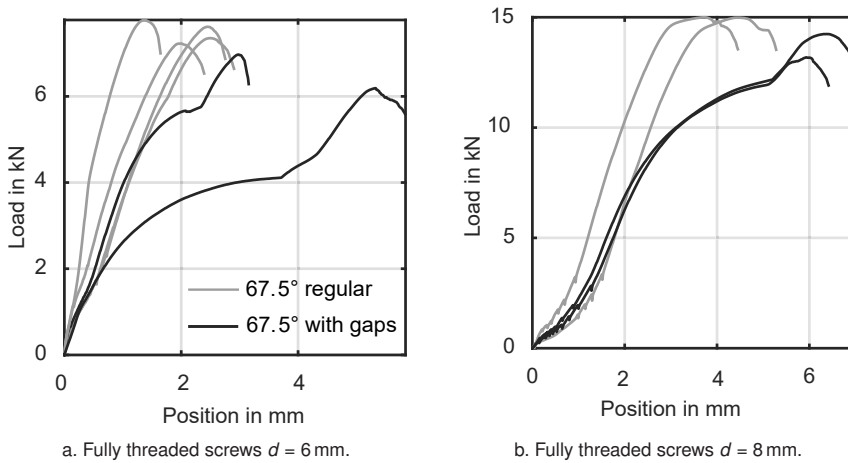 6
4
2
0
Load in kN
0
2
4
Position in mm
67.5° regular
67.5° with gaps
a. Fully threaded screws d = 6 mm.
15
10
5
0
Load in kN
0
2
4
6
Position in mm
b. Fully threaded screws d = 8 mm.